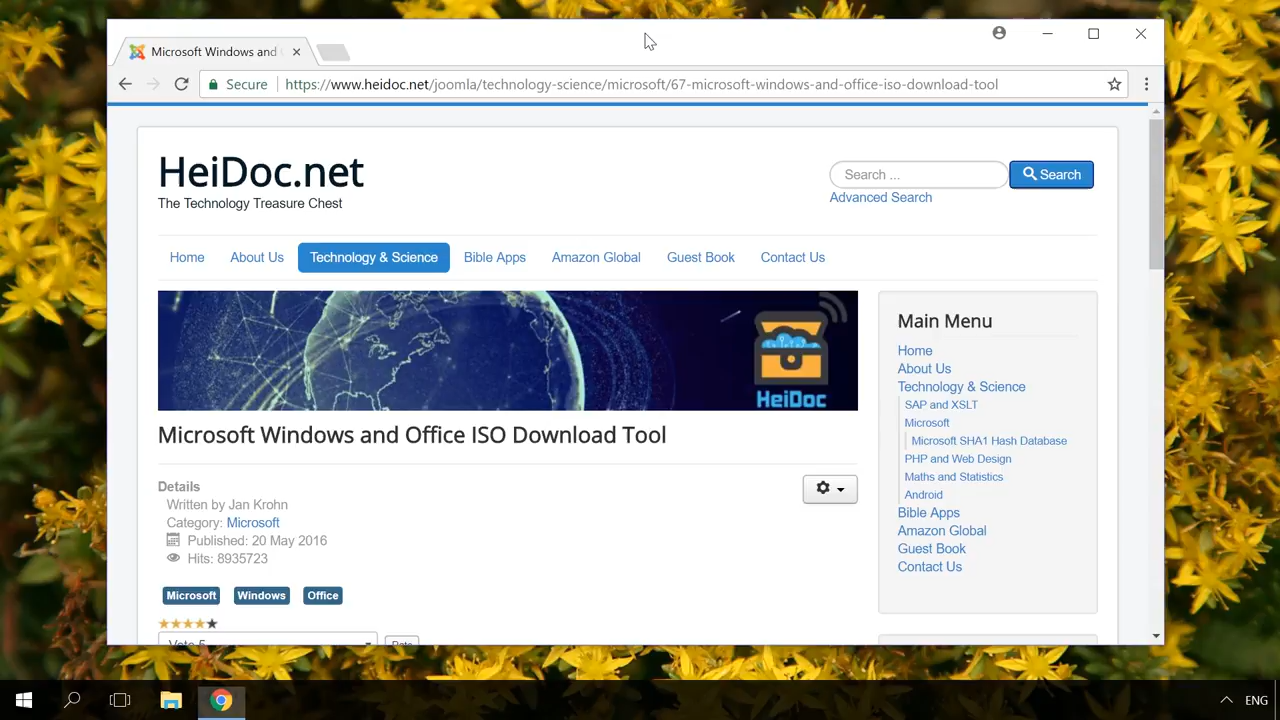 Microsoft Windows and
Secure https://www.heidoc.net/joomla/technology-science/microsoft/67-microsoft-windows-and-office-iso-download-tool
HeiDoc.net
The Technology Treasure Chest
Search ...
Search
Advanced Search
Home About Us Technology & Science Bible Apps Amazon Global Guest Book Contact Us
HeiDoc
Microsoft Windows and Office ISO Download Tool
Details
Written by Jan Krohn
Category: Microsoft
Published: 20 May 2016
Hits: 8935723
Microsoft Windows Office
Vote 5
Rate
Main Menu
Home
About Us
Technology & Science
SAP and XSLT
Microsoft
Microsoft SHA1 Hash Database
PHP and Web Design
Maths and Statistics
Android
Bible Apps
Amazon Global
Guest Book
Contact Us
ENG